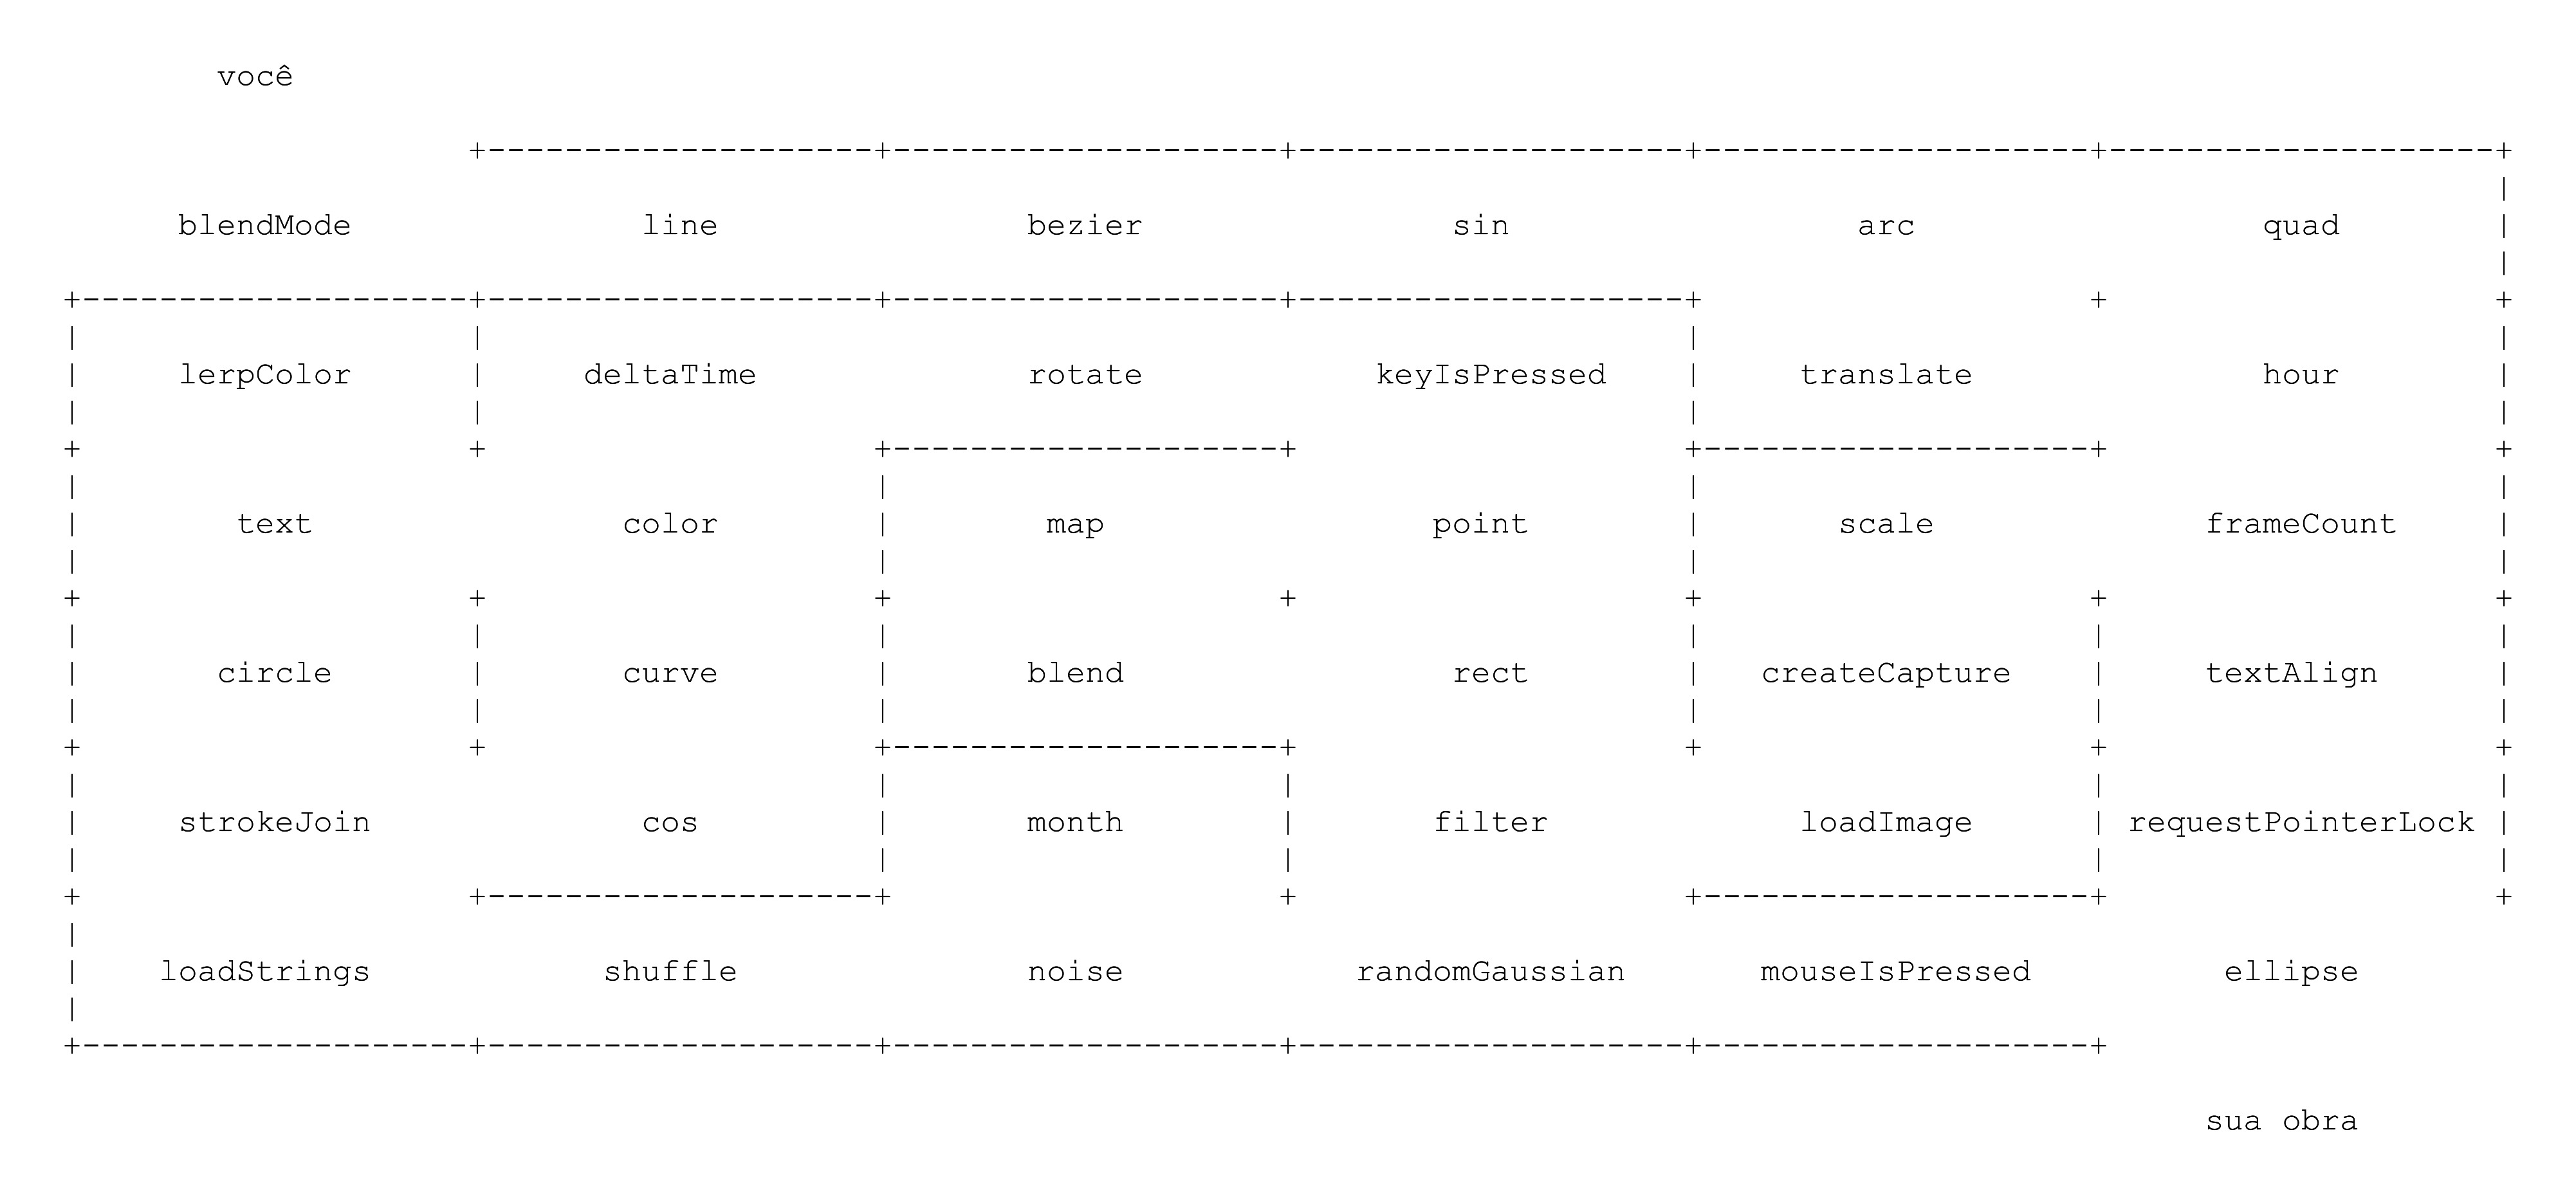 você
blendMode line bezier sin arc quad
lerpColor deltaTime rotate keyIsPressed translate hour
text color map point scale frameCount
circle curve blend rect createCapture textAlign
strokeJoin cos month filter loadImage requestPointerLock
loadStrings shuffle noise randomGaussian mouseIsPressed ellipse
sua obra